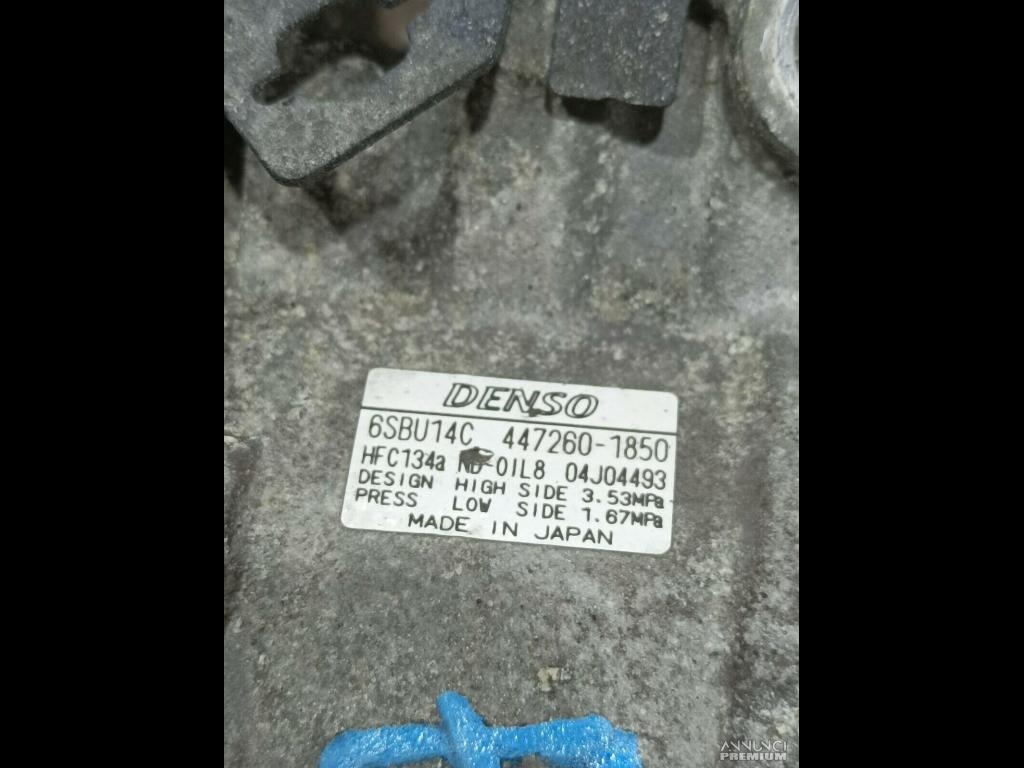 DENSO
6SBU14C 447260-1850
HFC134a ND-OIL8 04J04493
DESIGN HIGH SIDE 3.53MPa
PRESS LOW SIDE 1.67MPa
MADE IN JAPAN
ANNUNCI
PREMIUM